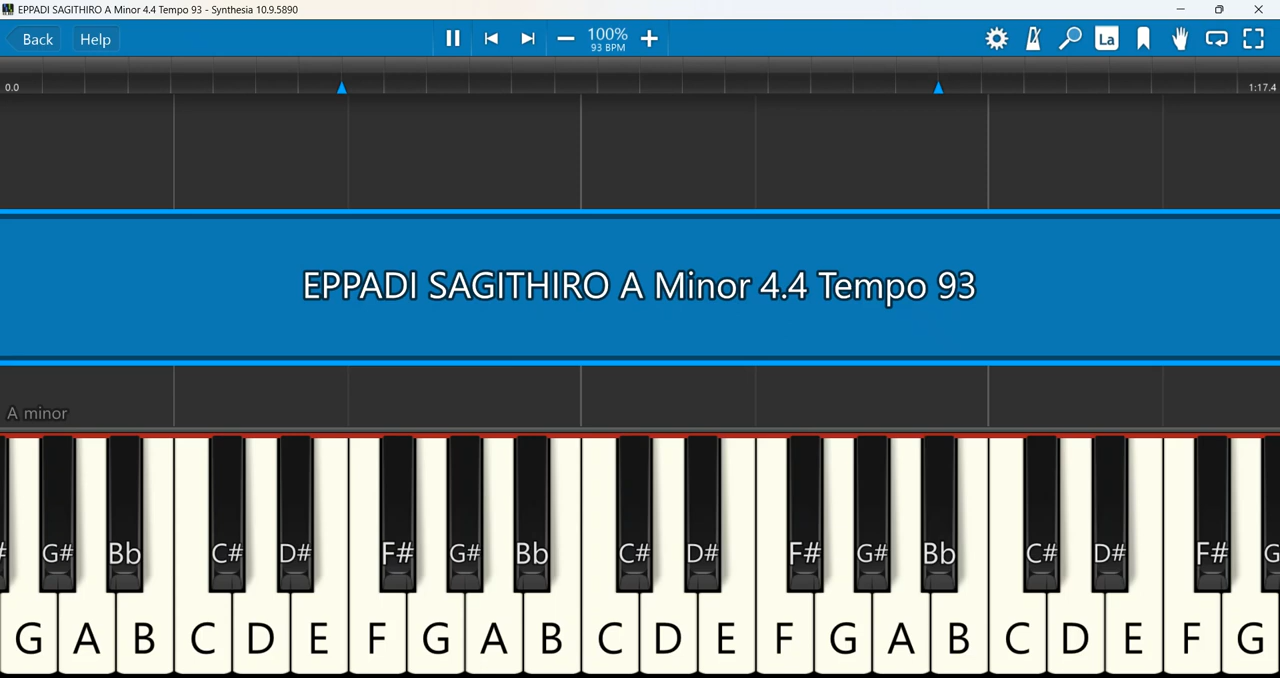 EPPADI SAGITHIRO A Minor 4.4 Tempo 93 - Synthesia 10.9.5890
Back Help 100% La
93 BPM
0.0 1:17.4
EPPADI SAGITHIRO A Minor 4.4 Tempo 93
A minor
# G# Bb C# D# F# G# Bb C# D# F# G# Bb C# D# F# G
G A B C D E F G A B C D E F G A B C D E F G